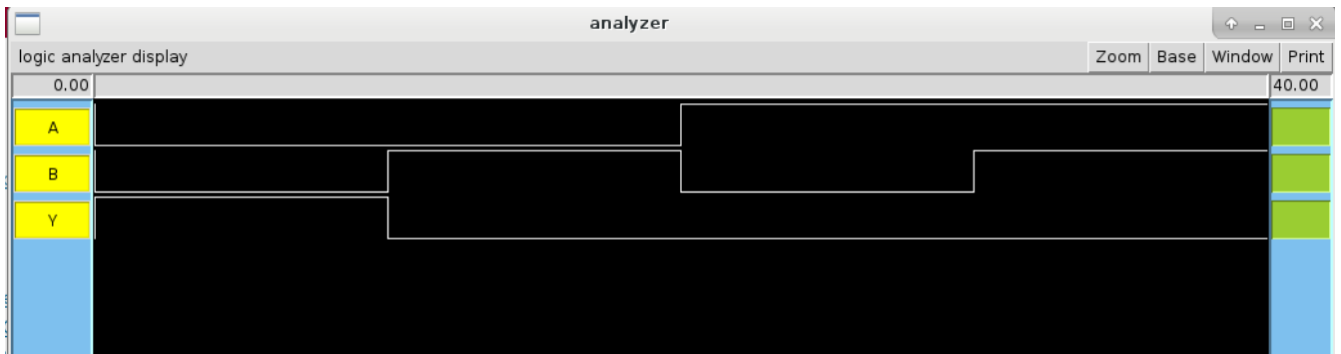 analyzer
logic analyzer display Zoom Base Window Print
0.00 40.00
A
B
Y